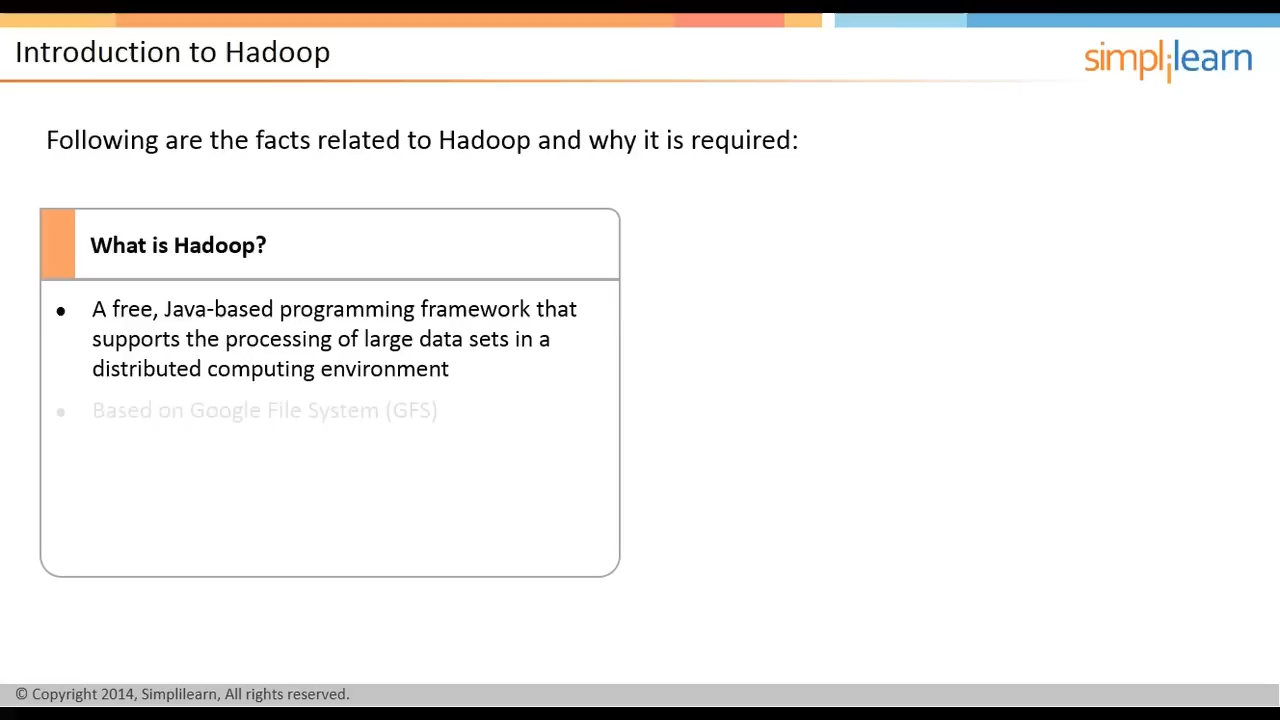 Introduction to Hadoop
simplilearn
Following are the facts related to Hadoop and why it is required:
What is Hadoop?
• A free, Java-based programming framework that
supports the processing of large data sets in a
distributed computing environment
• Based on Google File System (GFS)
© Copyright 2014, Simplilearn, All rights reserved.